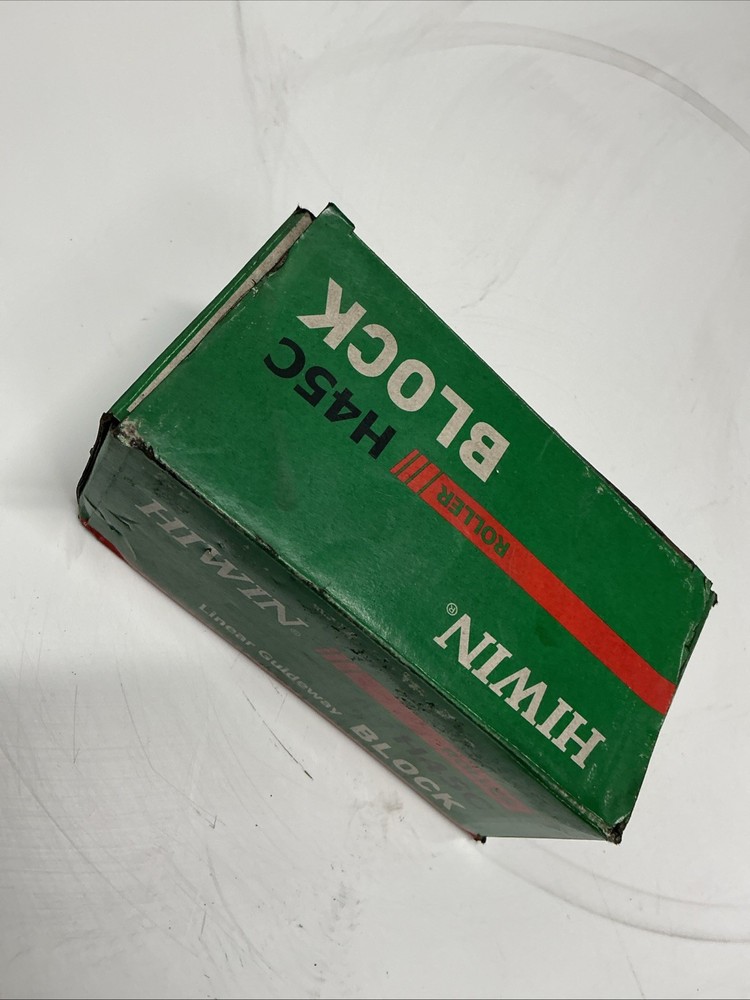 HIWIN®
ROLLER H45C
BLOCK
HIWIN®
Linear Guideway BLOCK